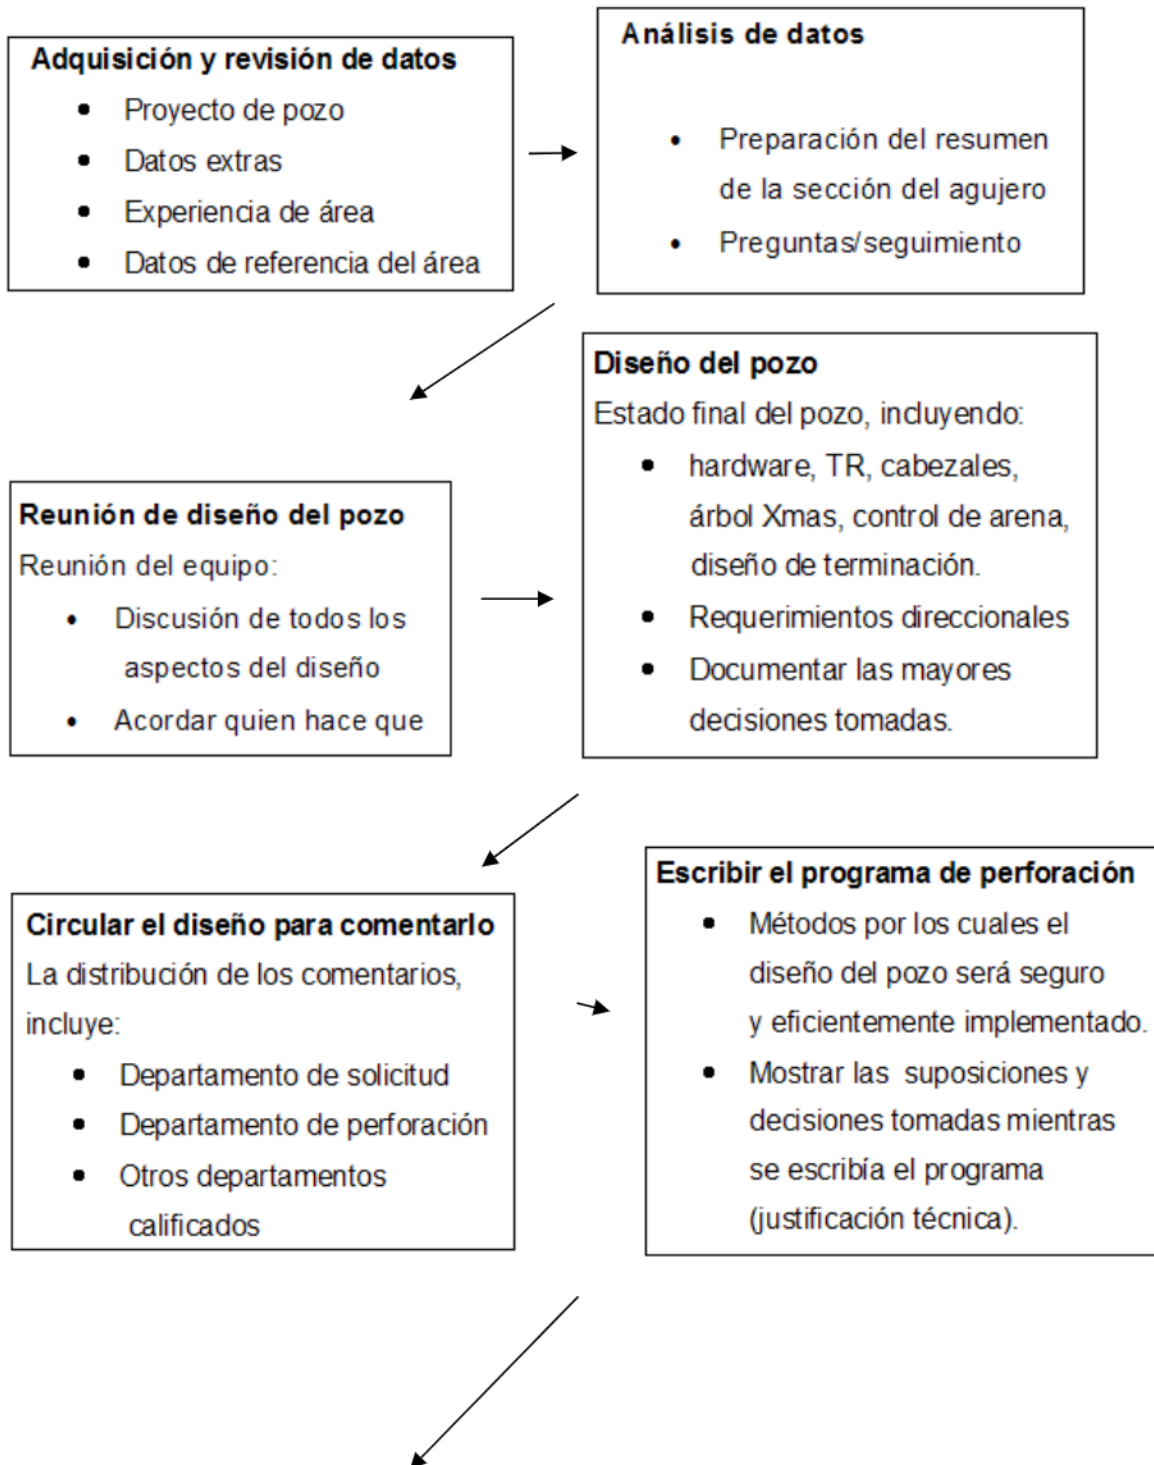 Adquisición y revisión de datos
• Proyecto de pozo
• Datos extras
• Experiencia de área
• Datos de referencia del área
Análisis de datos
• Preparación del resumen
de la sección del agujero
• Preguntas/seguimiento
Reunión de diseño del pozo
Reunión del equipo:
• Discusión de todos los
aspectos del diseño
• Acordar quien hace que
Diseño del pozo
Estado final del pozo, incluyendo:
• hardware, TR, cabezales,
árbol Xmas, control de arena,
diseño de terminación.
• Requerimientos direccionales
• Documentar las mayores
decisiones tomadas.
Circular el diseño para comentarlo
La distribución de los comentarios,
incluye:
• Departamento de solicitud
• Departamento de perforación
• Otros departamentos
calificados
Escribir el programa de perforación
• Métodos por los cuales el
diseño del pozo será seguro
y eficientemente implementado.
• Mostrar las suposiciones y
decisiones tomadas mientras
se escribía el programa
(justificación técnica).